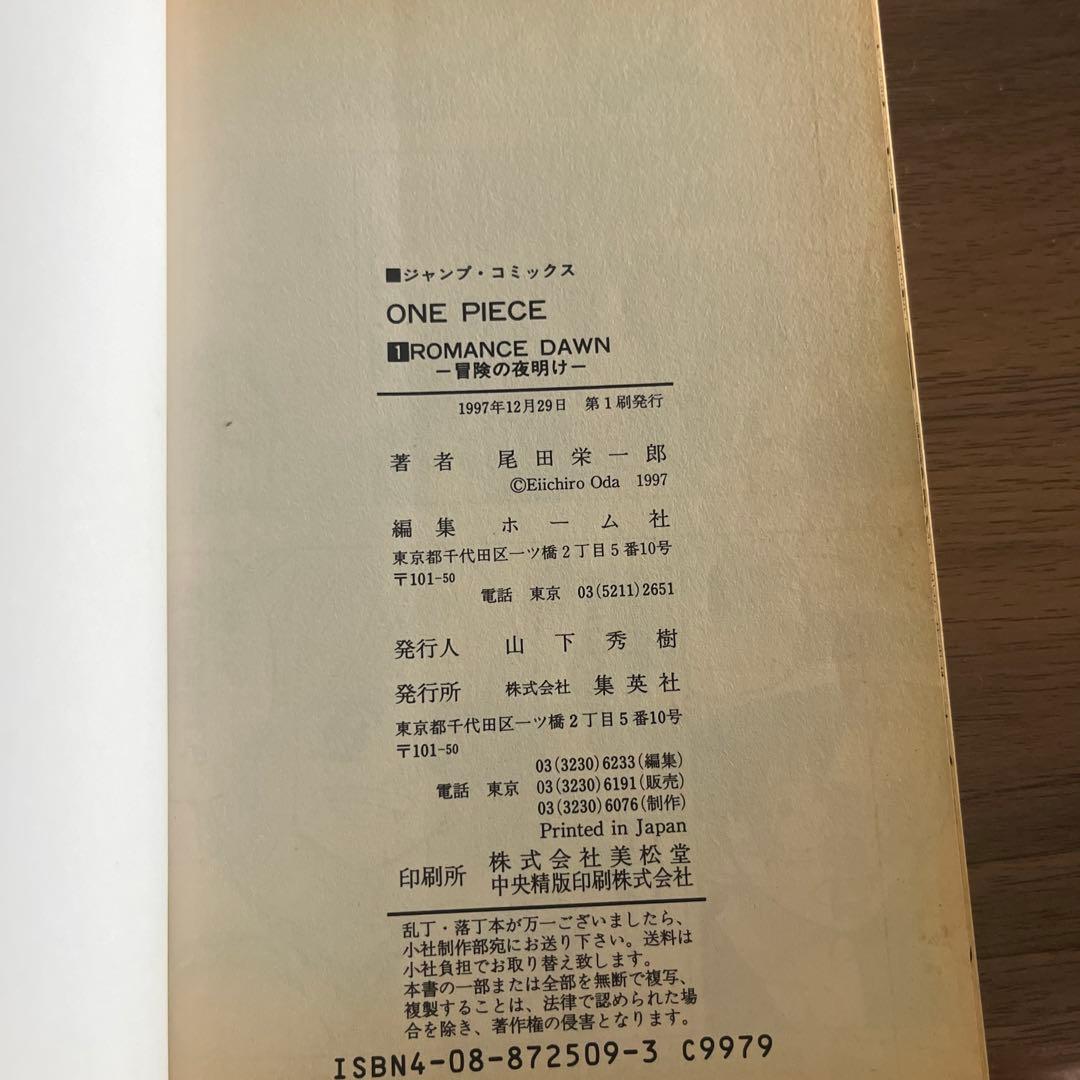 ■ジャンプ・コミックス
ONE PIECE
1 ROMANCE DAWN
―冒険の夜明け―
1997年12月29日 第1刷発行
著者 尾田栄一郎
©Eiichiro Oda 1997
編集 ホーム社
東京都千代田区一ツ橋2丁目5番10号
〒101-50
電話 東京 03(5211)2651
発行人 山下秀樹
発行所 株式会社 集英社
東京都千代田区一ツ橋2丁目5番10号
〒101-50
03(3230)6233(編集)
電話 東京 03(3230)6191(販売)
03(3230)6076(制作)
Printed in Japan
印刷所 株式会社美松堂
中央精版印刷株式会社
乱丁・落丁本が万一ございましたら、
小社制作部宛にお送り下さい。送料は
小社負担でお取り替え致します。
本書の一部または全部を無断で複写、
複製することは、法律で認められた場
合を除き、著作権の侵害となります。
ISBN4-08-872509-3 C9979